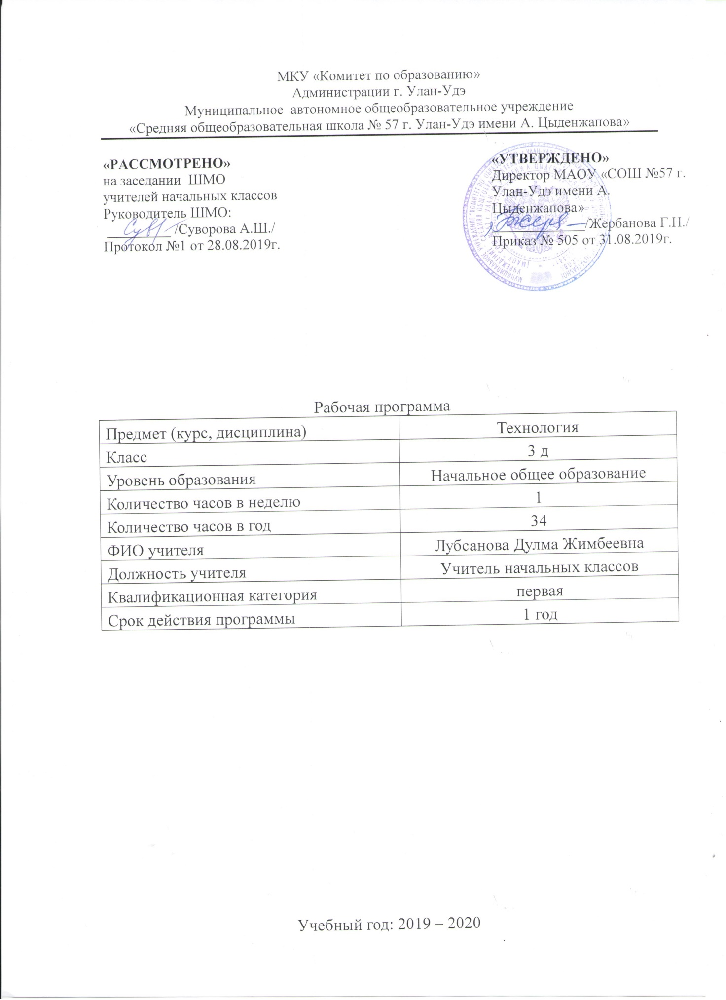 МКУ «Комитет по образованию»
Администрации г. Улан-Удэ
Муниципальное автономное общеобразовательное учреждение
«Средняя общеобразовательная школа № 57 г. Улан-Удэ имени А. Цыденжапова»
«РАССМОТРЕНО»
на заседании ШМО
учителей начальных классов
Руководитель ШМО:
_________ /Суворова А.Ш./
Протокол №1 от 28.08.2019г.
«УТВЕРЖДЕНО»
Директор МАОУ «СОШ №57 г.
Улан-Удэ имени А.
Цыденжапова»
_____________/Жербанова Г.Н./
Приказ № 505 от 31.08.2019г.
Рабочая программа
Предмет (курс, дисциплина) Технология
Класс 3 д
Уровень образования Начальное общее образование
Количество часов в неделю 1
Количество часов в год 34
ФИО учителя Лубсанова Дулма Жимбеевна
Должность учителя Учитель начальных классов
Квалификационная категория первая
Срок действия программы 1 год
Учебный год: 2019 – 2020